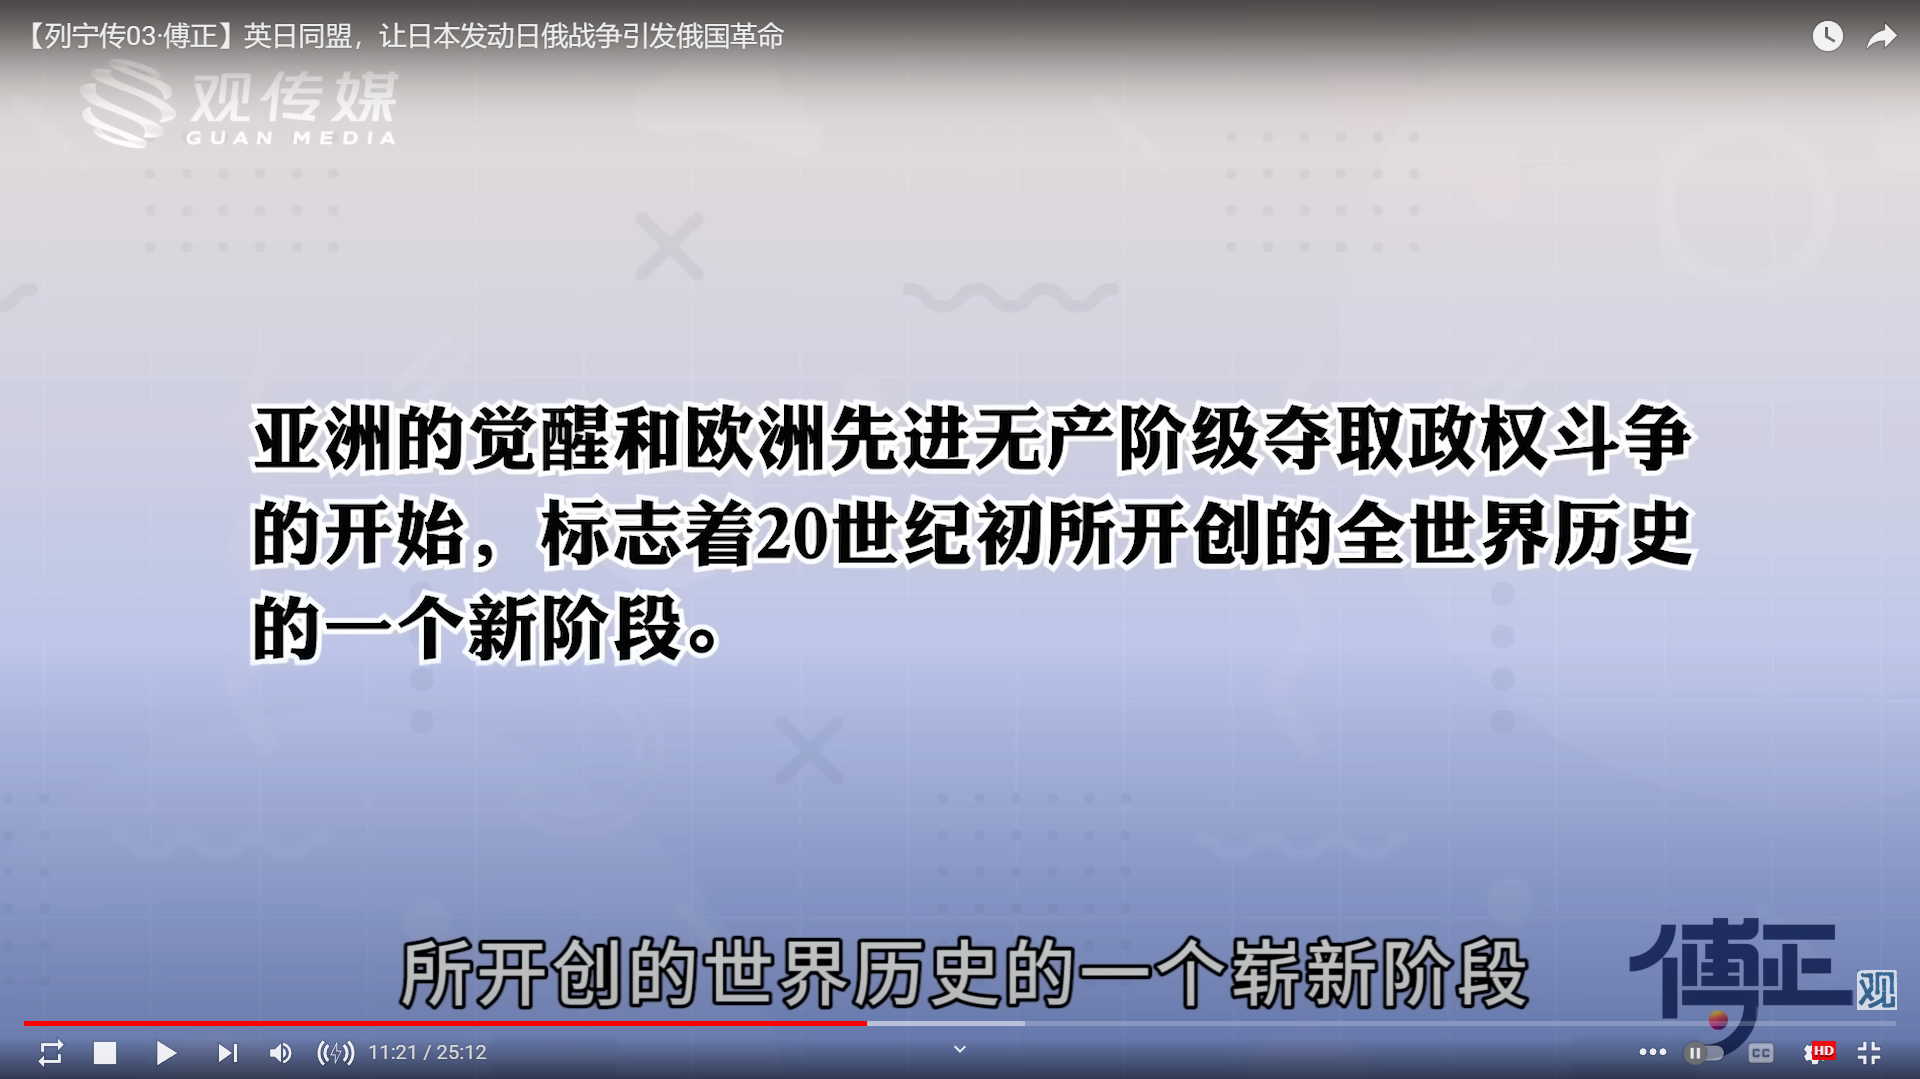 【列宁传03·傅正】英日同盟，让日本发动日俄战争引发俄国革命
观传媒
GUAN MEDIA
亚洲的觉醒和欧洲先进无产阶级夺取政权斗争
的开始，标志着20世纪初所开创的全世界历史
的一个新阶段。
所开创的世界历史的一个崭新阶段
傅正
观
11:21 / 25:12
CC
HD